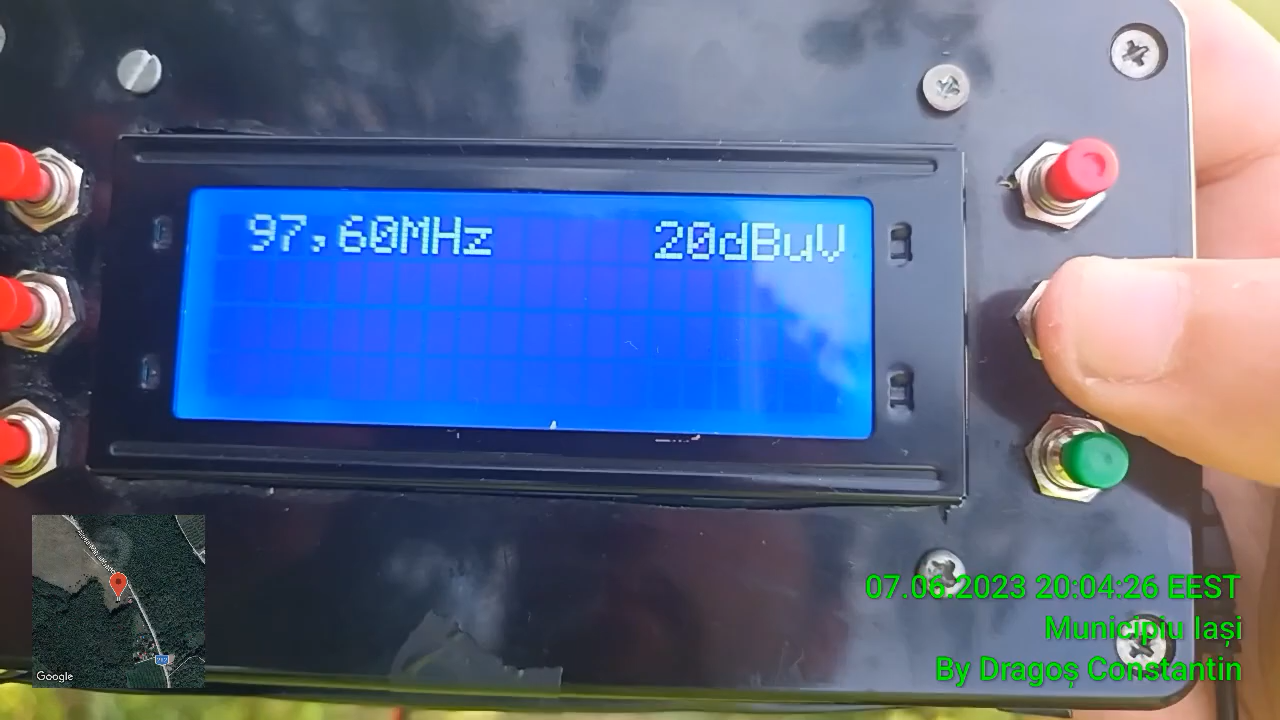 97,60MHz 20dBuV
07.06.2023 20:04:26 EEST
Municipiu Iași
By Dragoș Constantin
Google